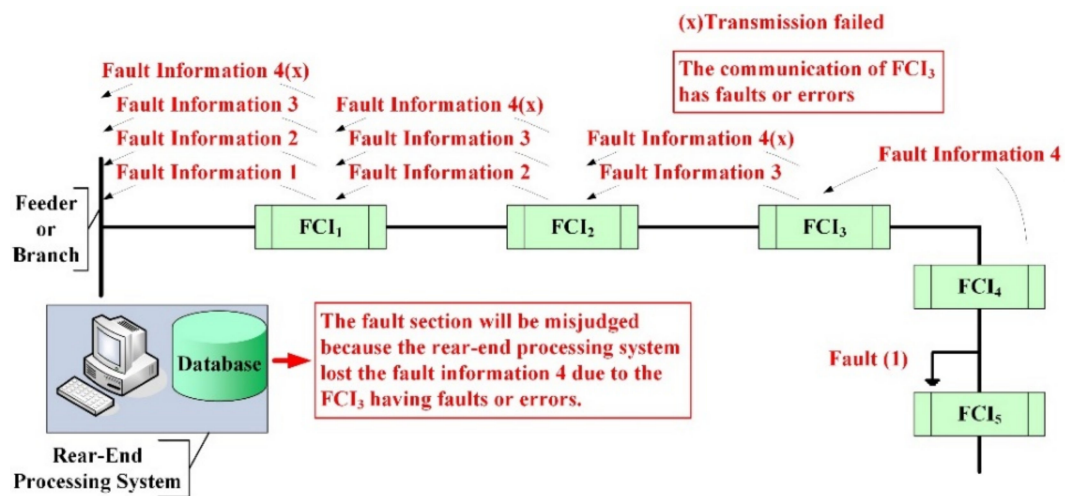 (x)Transmission failed
The communication of FCI₃
has faults or errors
Fault Information 4(x)
Fault Information 3
Fault Information 2
Fault Information 1
Fault Information 4(x)
Fault Information 3
Fault Information 2
Fault Information 4(x)
Fault Information 3
Fault Information 4
Feeder
or
Branch
FCI₁
FCI₂
FCI₃
FCI₄
Fault (1)
FCI₅
Database
The fault section will be misjudged
because the rear-end processing system
lost the fault information 4 due to the
FCI₃ having faults or errors.
Rear-End
Processing System